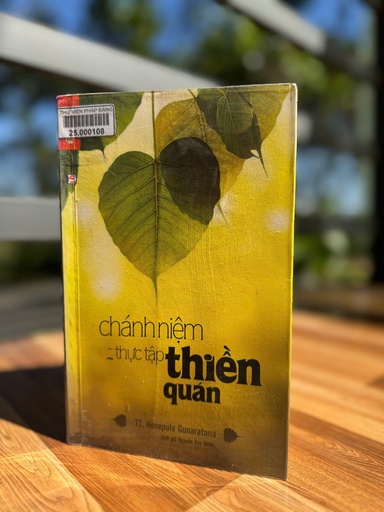 THƯ VIỆN PHÁP ĐĂNG
25.000108
chánh niệm
thực tập thiền
quán
TT. Henepola Gunaratana